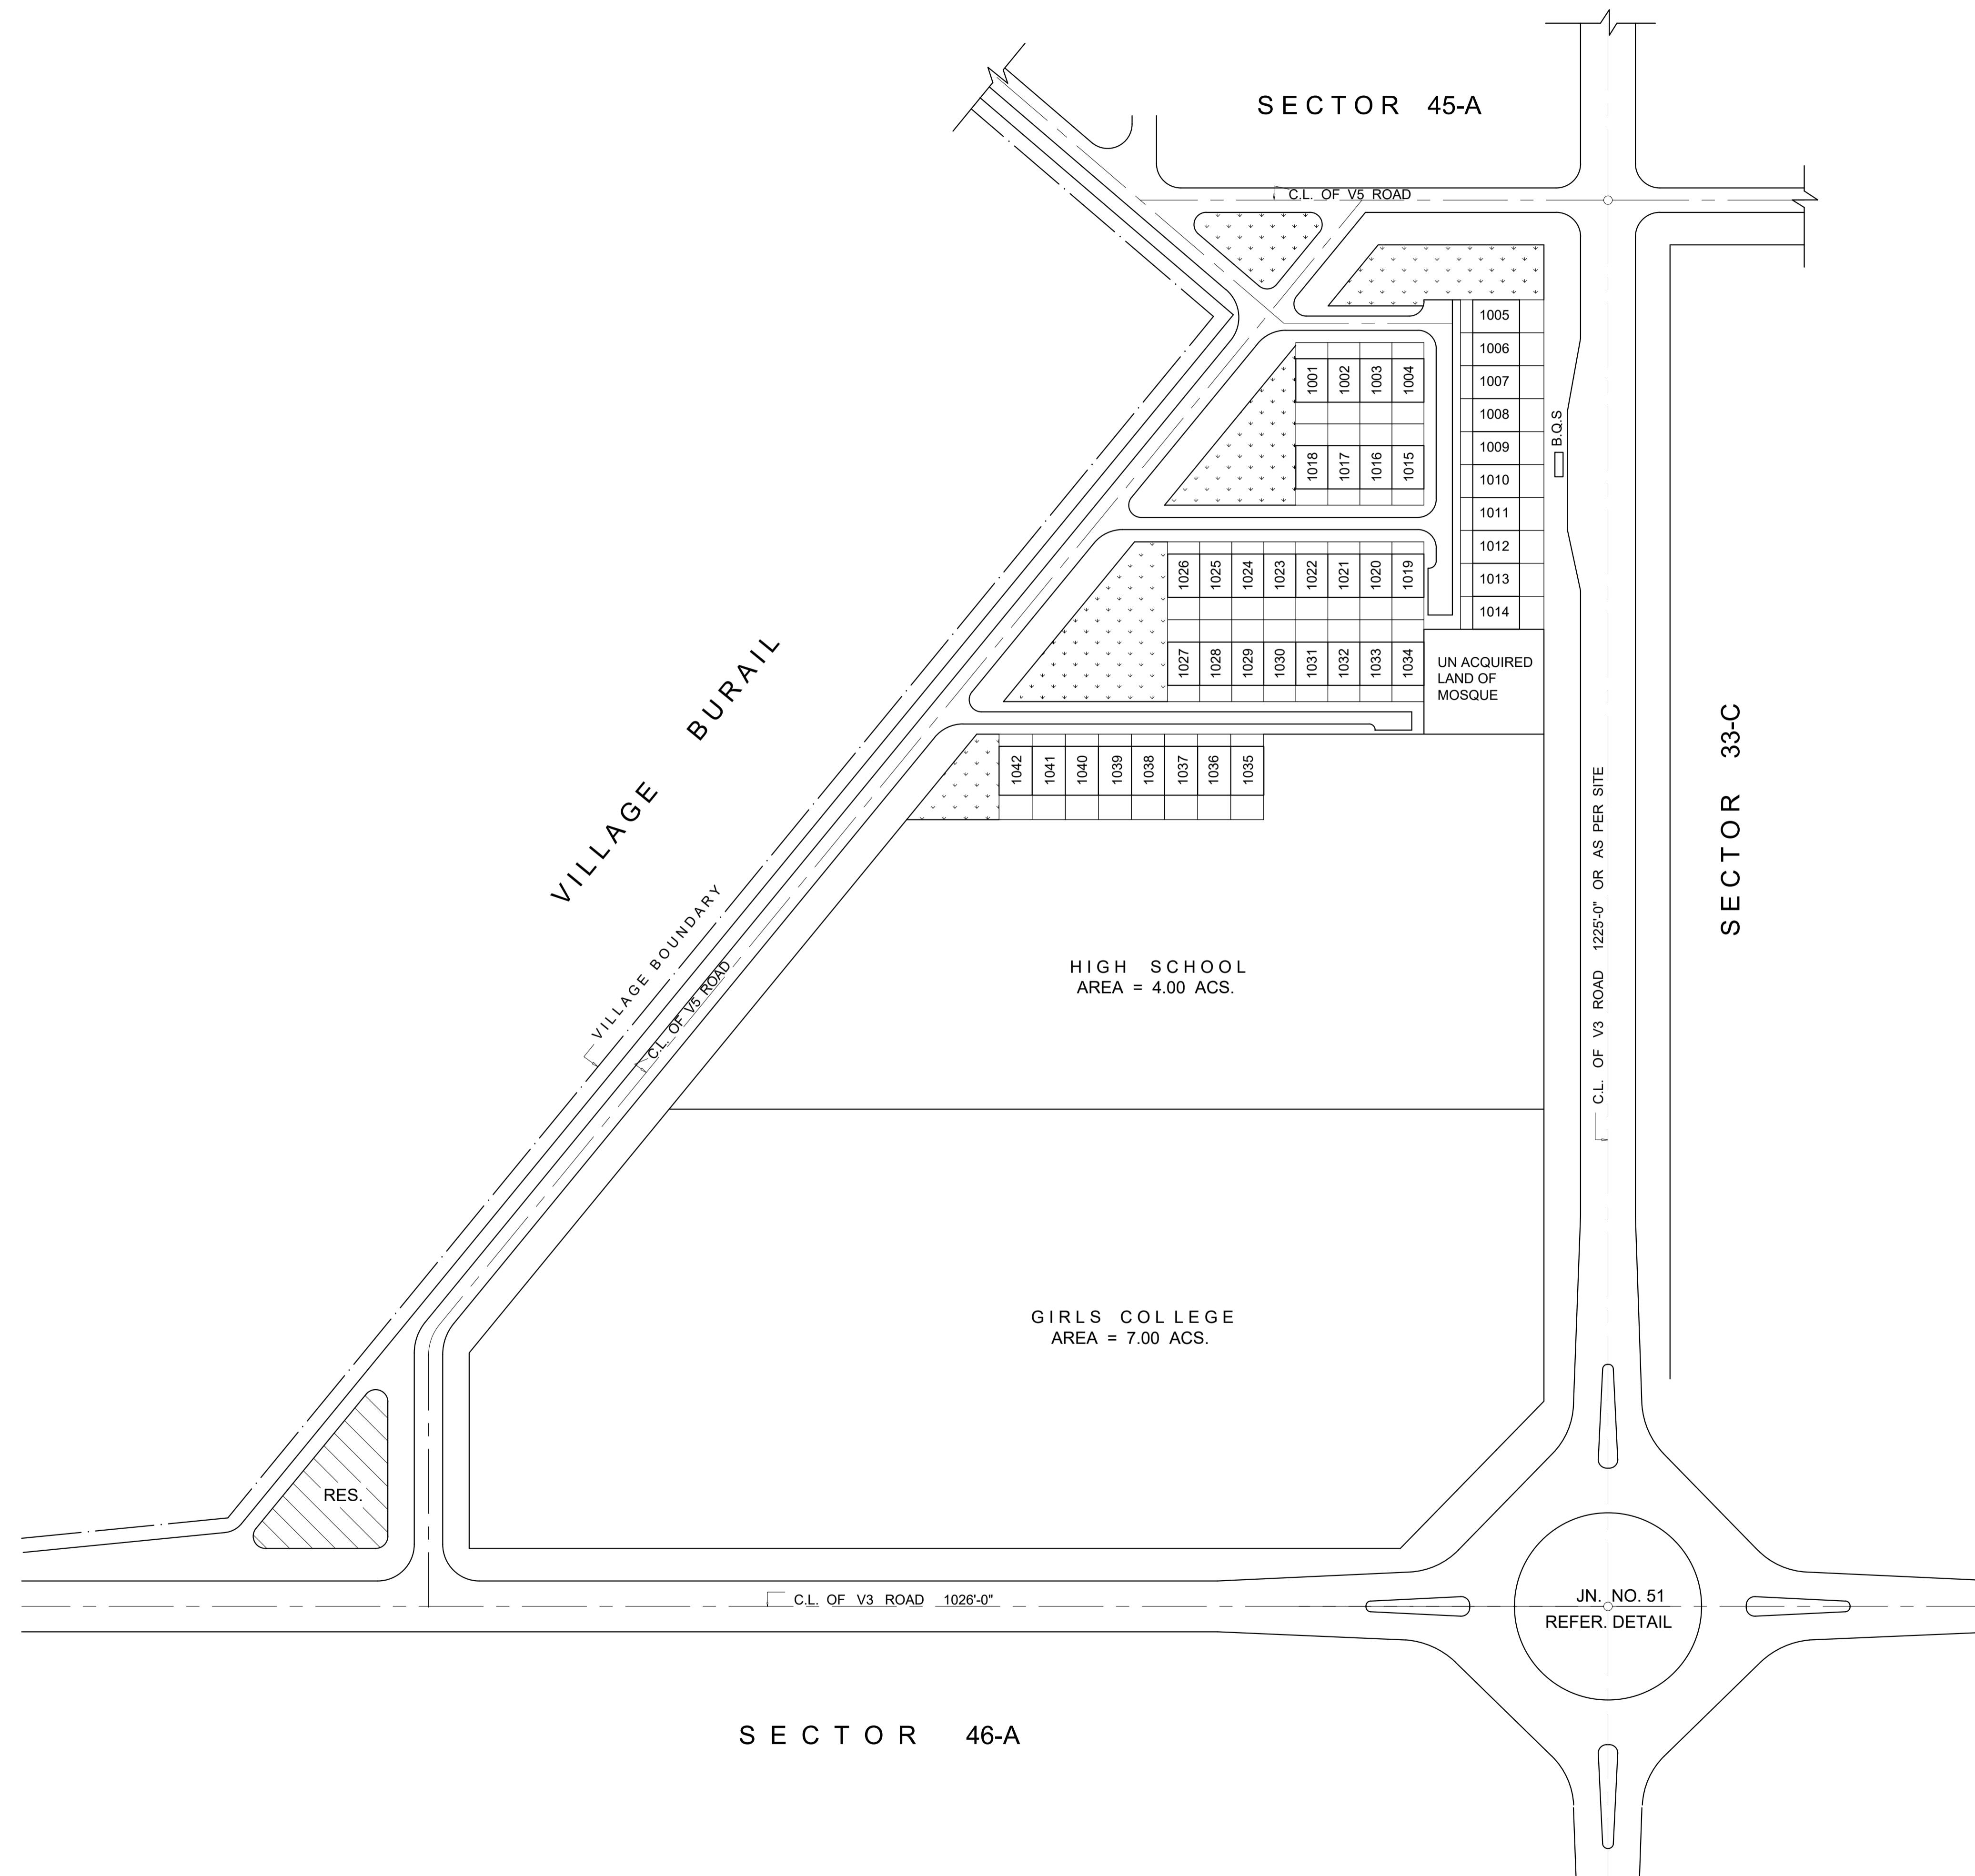 SECTOR 45-A
C.L. OF V5 ROAD
1005
1006
1007
1008
1009
1010
1011
1012
1013
1014
1001 1002 1003 1004
1018 1017 1016 1015
B.Q.S
1026 1025 1024 1023 1022 1021 1020 1019
1027 1028 1029 1030 1031 1032 1033 1034
UN ACQUIRED
LAND OF
MOSQUE
1042 1041 1040 1039 1038 1037 1036 1035
VILLAGE BURAIL
VILLAGE BOUNDARY
C.L. OF V5 ROAD
C.L. OF V3 ROAD 1225'-0" OR AS PER SITE
SECTOR 33-C
HIGH SCHOOL
AREA = 4.00 ACS.
GIRLS COLLEGE
AREA = 7.00 ACS.
RES.
C.L. OF V3 ROAD 1026'-0"
JN. NO. 51
REFER. DETAIL
SECTOR 46-A